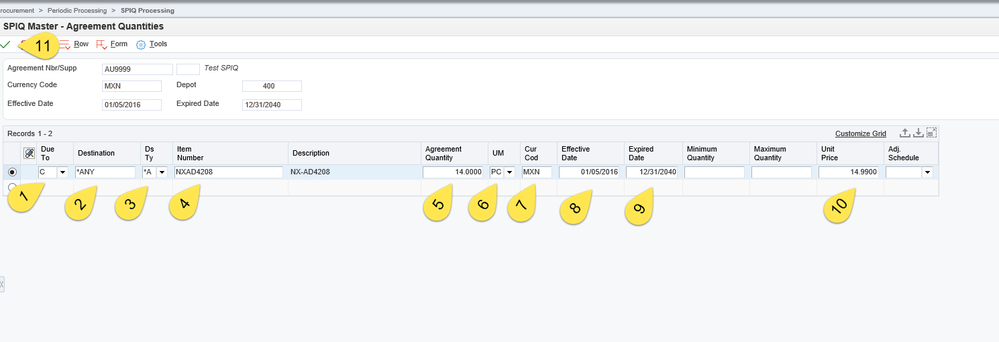 rocurement > Periodic Processing > SPIQ Processing
SPIQ Master - Agreement Quantities
11 Row Form Tools
Agreement Nbr/Supp AU9999 Test SPIQ
Currency Code MXN Depot 400
Effective Date 01/05/2016 Expired Date 12/31/2040
Records 1 - 2 Customize Grid
Due To Destination Ds Ty Item Number Description Agreement Quantity UM Cur Cod Effective Date Expired Date Minimum Quantity Maximum Quantity Unit Price Adj. Schedule
C *ANY *A NXAD4208 NX-AD4208 14.0000 PC MXN 01/05/2016 12/31/2040 14.9900
1 2 3 4 5 6 7 8 9 10